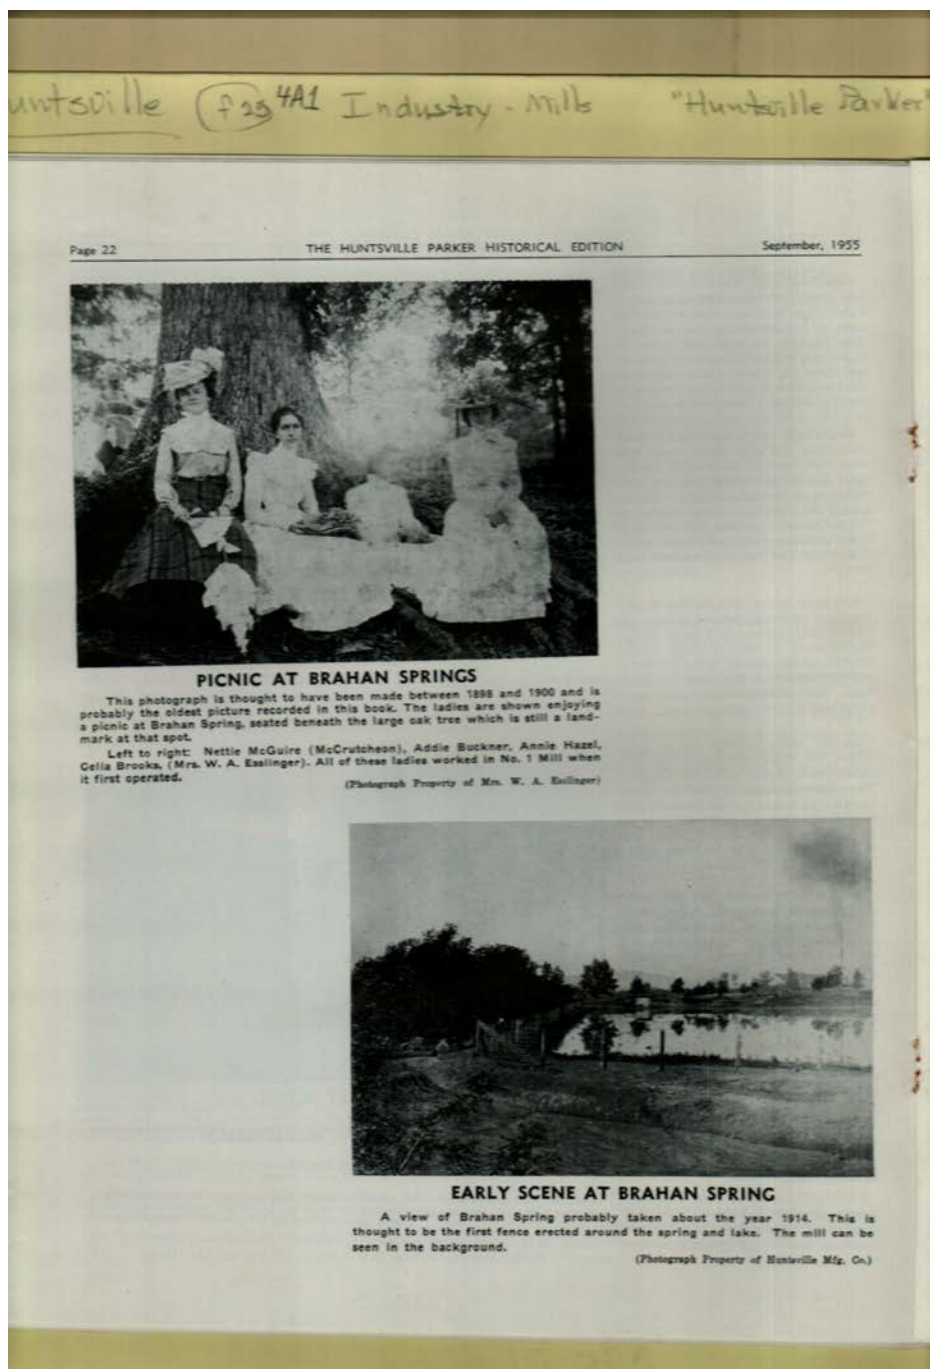 untsville f 25 4A1 Industry - Mills "Huntsville Parker"
Page 22 THE HUNTSVILLE PARKER HISTORICAL EDITION September, 1955
PICNIC AT BRAHAN SPRINGS
This photograph is thought to have been made between 1898 and 1900 and is
probably the oldest picture recorded in this book. The ladies are shown enjoying
a picnic at Brahan Spring, seated beneath the large oak tree which is still a land-
mark at that spot.
Left to right: Nettie McGuire (McCrutcheon), Addie Buckner, Annie Hazel,
Celia Brooks, (Mrs. W. A. Esslinger). All of these ladies worked in No. 1 Mill when
it first operated.
(Photograph Property of Mrs. W. A. Esslinger)
EARLY SCENE AT BRAHAN SPRING
A view of Brahan Spring probably taken about the year 1914. This is
thought to be the first fence erected around the spring and lake. The mill can be
seen in the background.
(Photograph Property of Huntsville Mfg. Co.)